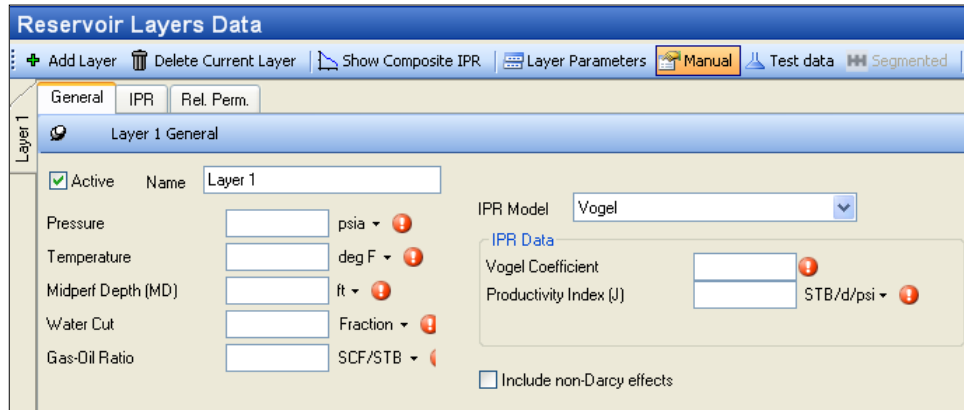 Reservoir Layers Data
Add Layer Delete Current Layer Show Composite IPR Layer Parameters Manual Test data Segmented
General IPR Rel. Perm.
Layer 1
Layer 1 General
Active Name Layer 1
Pressure psia
Temperature deg F
Midperf Depth (MD) ft
Water Cut Fraction
Gas-Oil Ratio SCF/STB
IPR Model Vogel
IPR Data
Vogel Coefficient
Productivity Index (J) STB/d/psi
Include non-Darcy effects